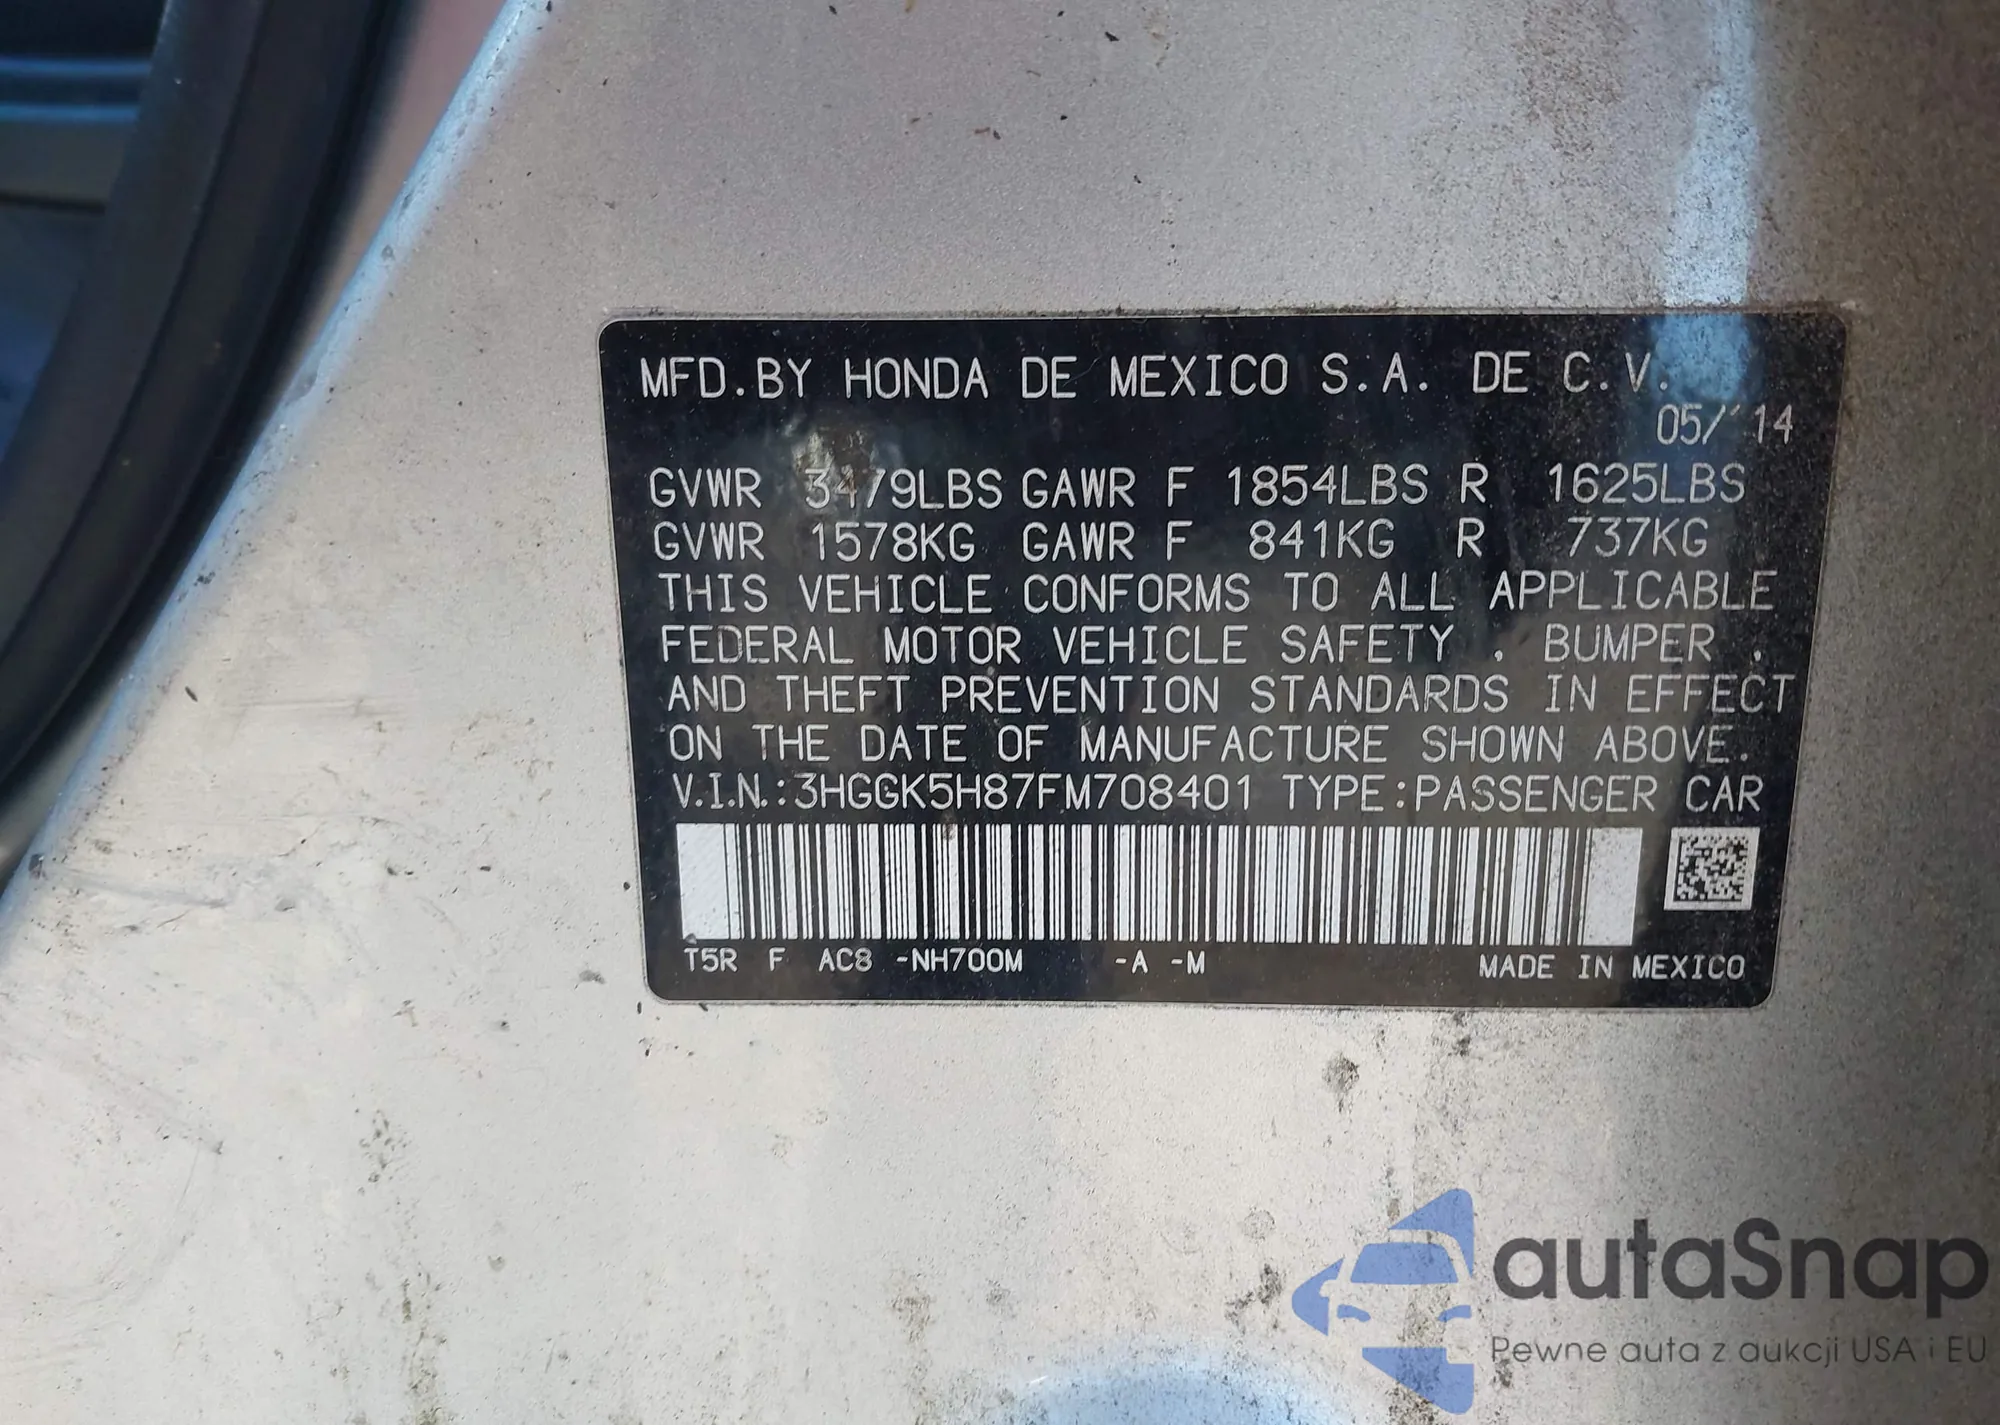 MFD.BY HONDA DE MEXICO S.A. DE C.V.
05/'14
GVWR 3479LBS GAWR F 1854LBS R 1625LBS
GVWR 1578KG GAWR F 841KG R 737KG
THIS VEHICLE CONFORMS TO ALL APPLICABLE
FEDERAL MOTOR VEHICLE SAFETY , BUMPER ,
AND THEFT PREVENTION STANDARDS IN EFFECT
ON THE DATE OF MANUFACTURE SHOWN ABOVE.
V.I.N.:3HGGK5H87FM708401 TYPE:PASSENGER CAR
T5R F AC8 -NH700M -A -M MADE IN MEXICO
autaSnap
Pewne auta z aukcji USA i EU